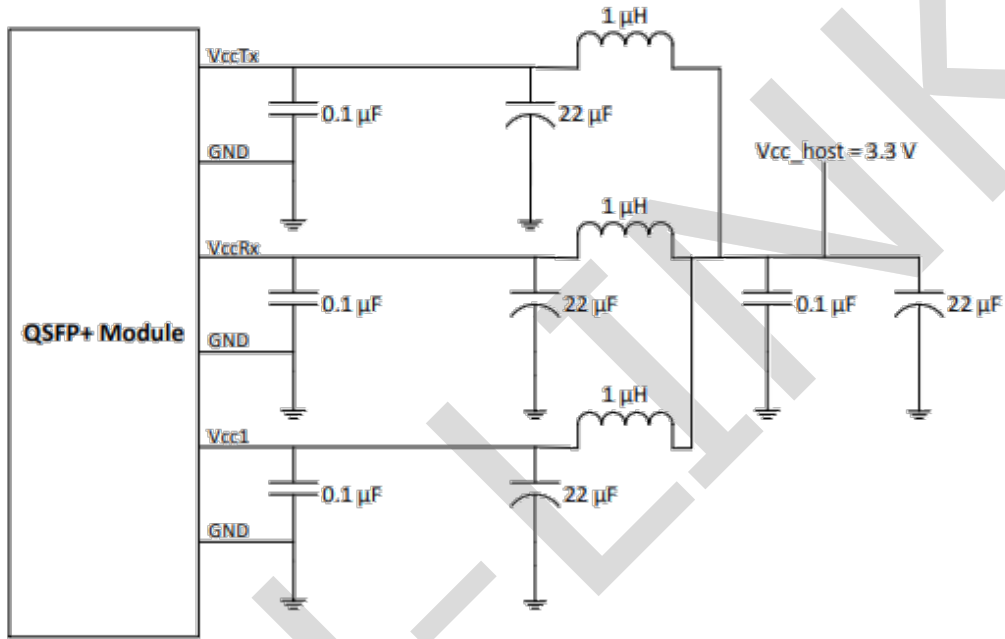 1 µH
VccTx
0.1 µF
22 µF
GND
Vcc_host = 3.3 V
1 µH
VccRx
0.1 µF
22 µF
0.1 µF
22 µF
QSFP+ Module
GND
1 µH
Vcc1
0.1 µF
22 µF
GND
-LINK